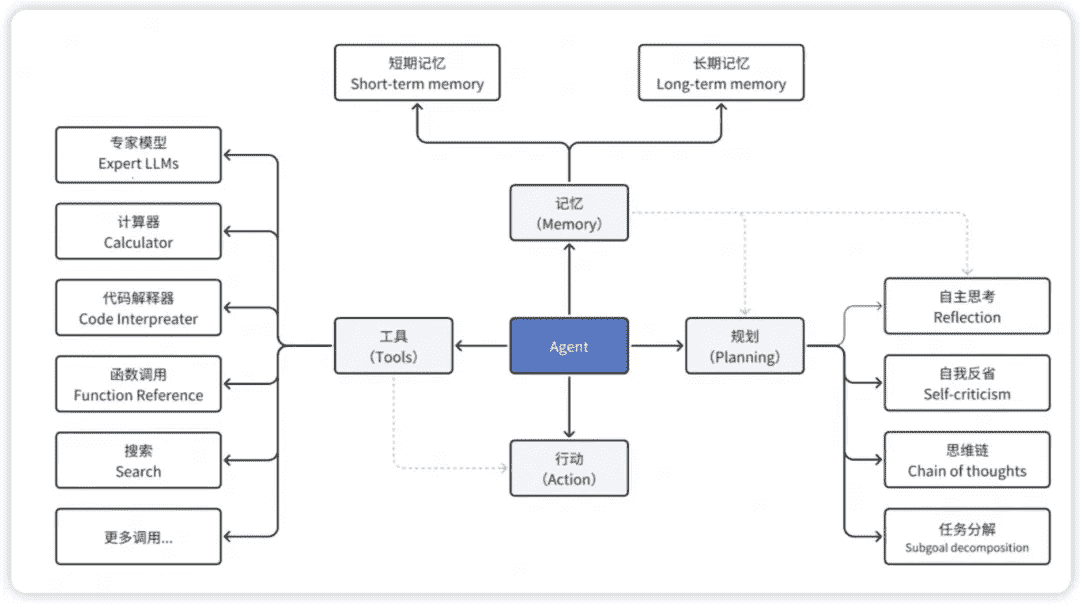 短期记忆
Short-term memory
长期记忆
Long-term memory
专家模型
Expert LLMs
记忆
（Memory）
计算器
Calculator
代码解释器
Code Interpreater
自主思考
Reflection
工具
（Tools）
Agent
规划
（Planning）
函数调用
Function Reference
自我反省
Self-criticism
搜索
Search
行动
（Action）
思维链
Chain of thoughts
更多调用...
任务分解
Subgoal decomposition